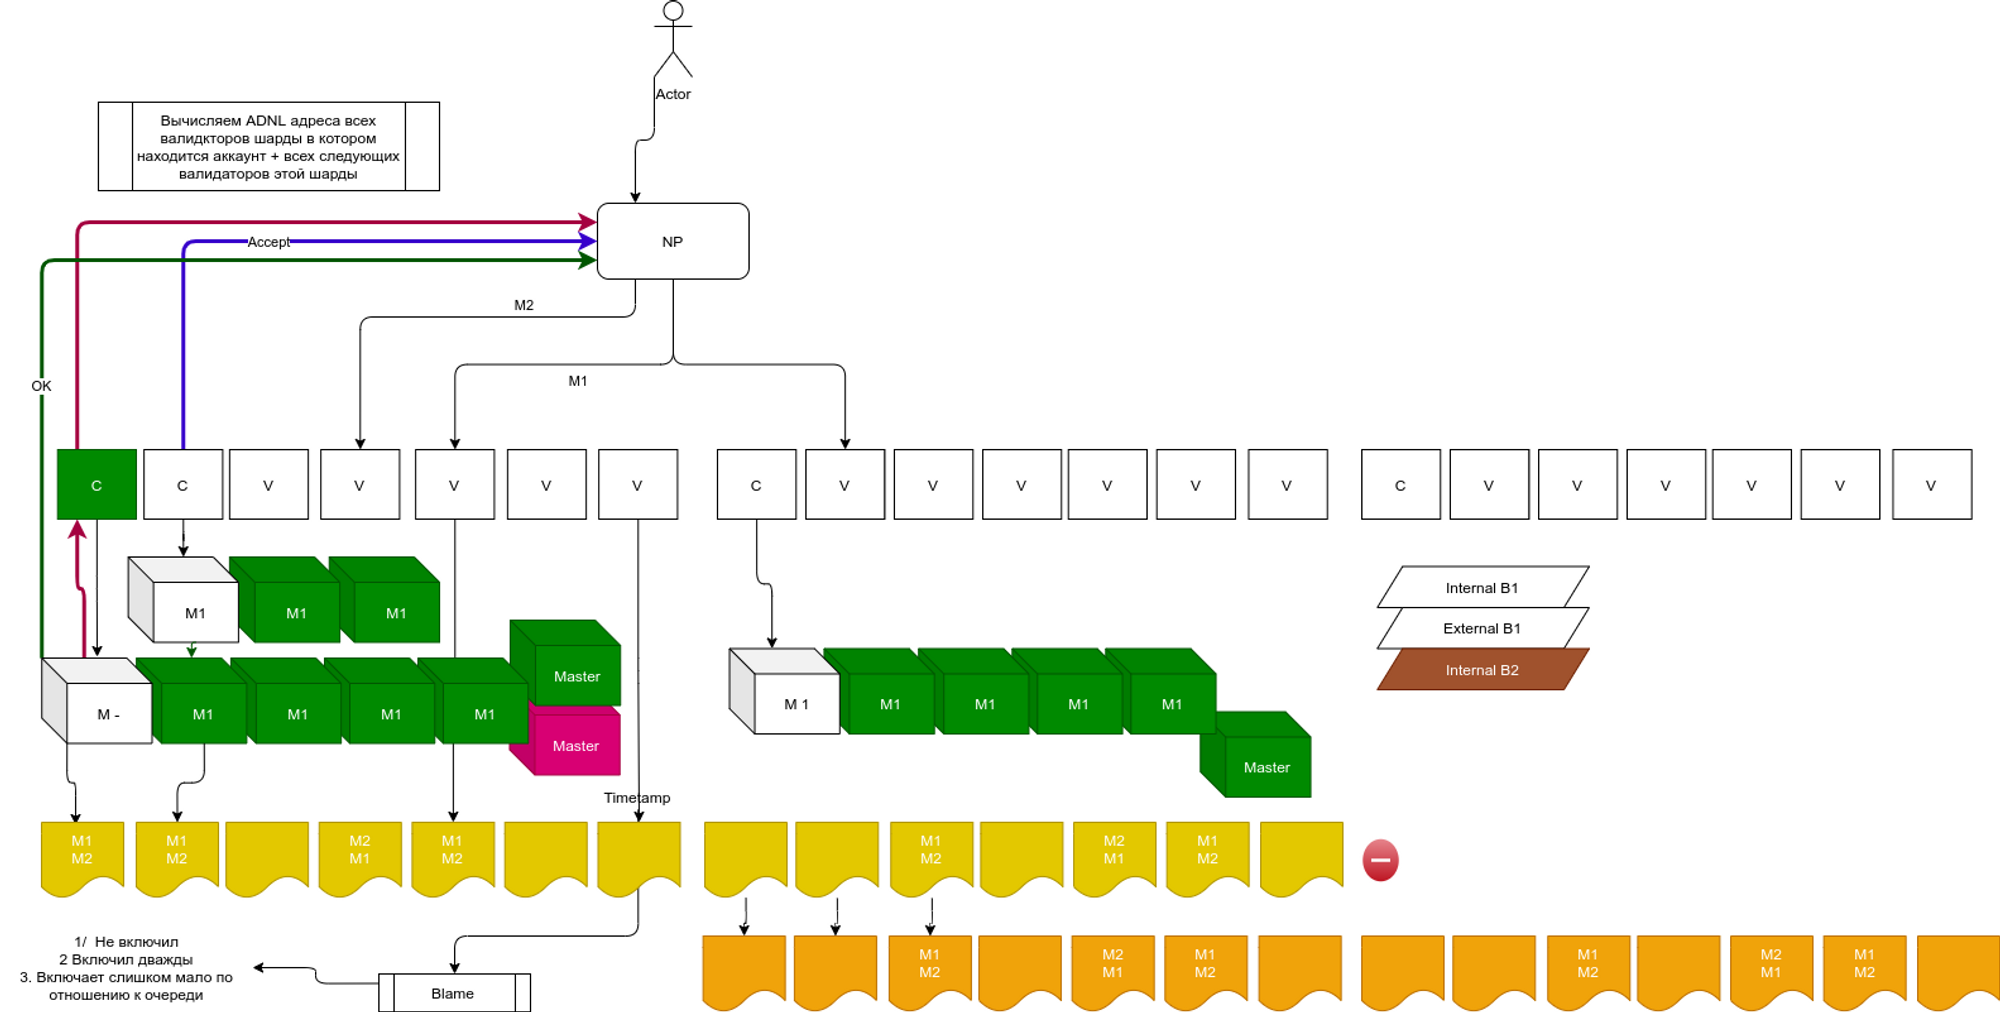 Actor
Вычисляем ADNL адреса всех
валидкторов шарды в котором
находится аккаунт + всех следующих
валидаторов этой шарды
NP
Accept
M2
M1
OK
C C V V V V V C V V V V V V C V V V V V V
M1 M1 M1
Internal B1
External B1
Internal B2
Master
M - M1 M1 M1 M1
M 1 M1 M1 M1 M1
Master
Master
Timetamp
M1 M1 M2 M1 M1 M2 M1
M2 M2 M1 M2 M2 M1 M2
1/ Не включил
2 Включил дважды
3. Включает слишком мало по
отношению к очереди
Blame
M1 M2 M1 M1 M2 M1
M2 M1 M2 M2 M1 M2